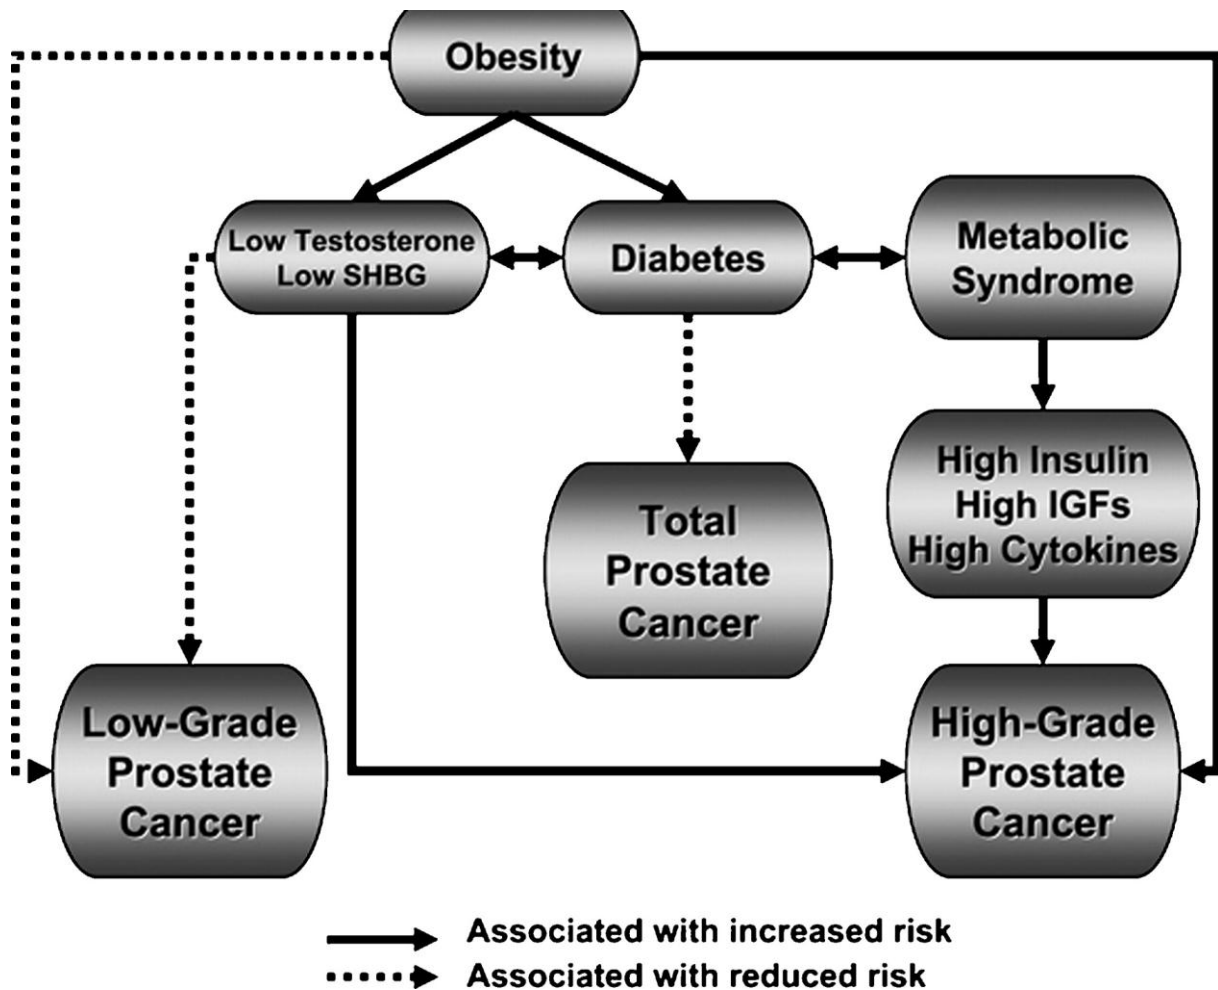 Obesity
Low Testosterone
Low SHBG
Diabetes
Metabolic
Syndrome
High Insulin
High IGFs
High Cytokines
Total
Prostate
Cancer
Low-Grade
Prostate
Cancer
High-Grade
Prostate
Cancer
Associated with increased risk
Associated with reduced risk